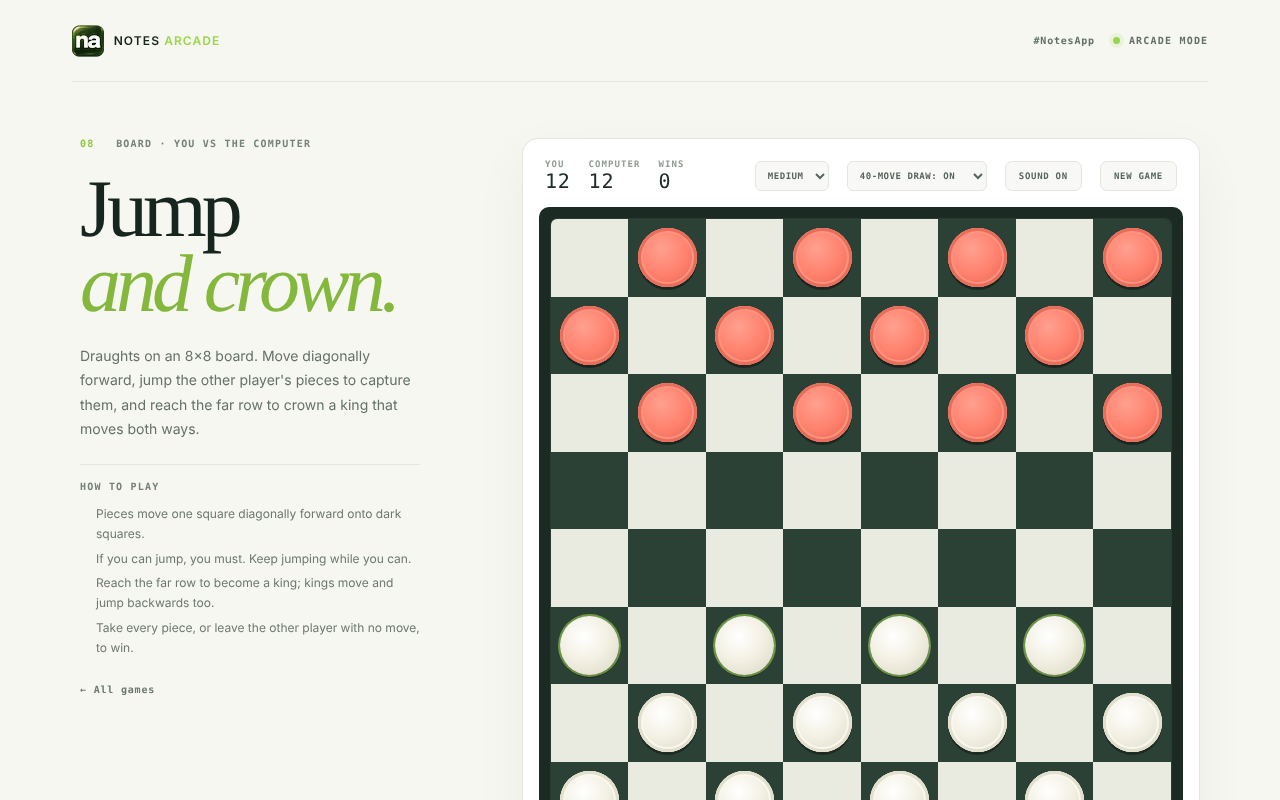 na NOTES ARCADE
#NotesApp ARCADE MODE
08 BOARD · YOU VS THE COMPUTER
Jump
and crown.
Draughts on an 8×8 board. Move diagonally
forward, jump the other player's pieces to capture
them, and reach the far row to crown a king that
moves both ways.
HOW TO PLAY
Pieces move one square diagonally forward onto dark
squares.
If you can jump, you must. Keep jumping while you can.
Reach the far row to become a king; kings move and
jump backwards too.
Take every piece, or leave the other player with no move,
to win.
← All games
YOU COMPUTER WINS
12 12 0
MEDIUM 40-MOVE DRAW: ON SOUND ON NEW GAME